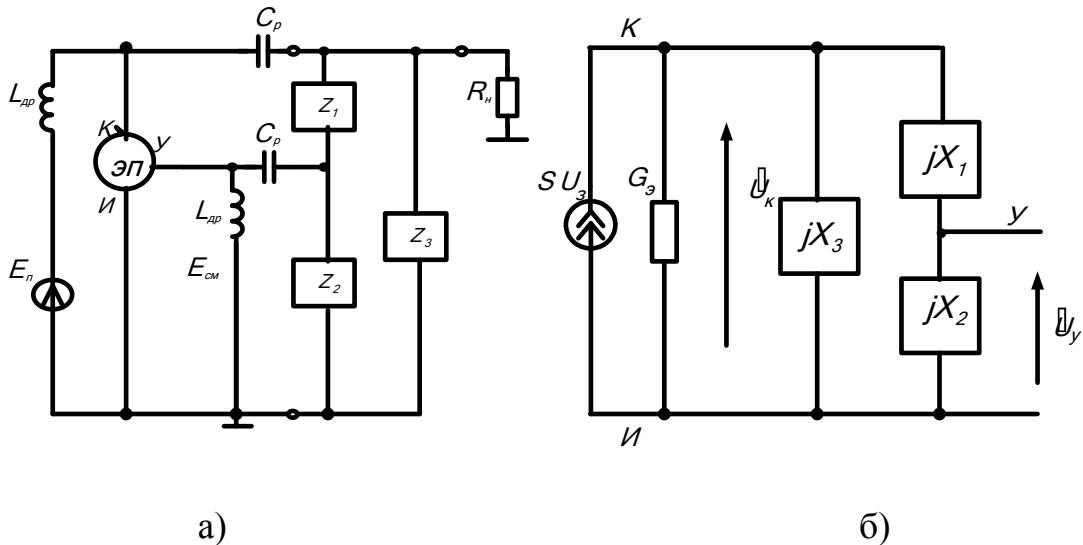 Cр
Lдр
К
У
ЭП
И
Cр
Z1
Rн
Lдр
Z3
Eп
Eсм
Z2
К
S Uз
Gэ
Uк
jX3
jX1
У
jX2
Uу
И
а)
б)